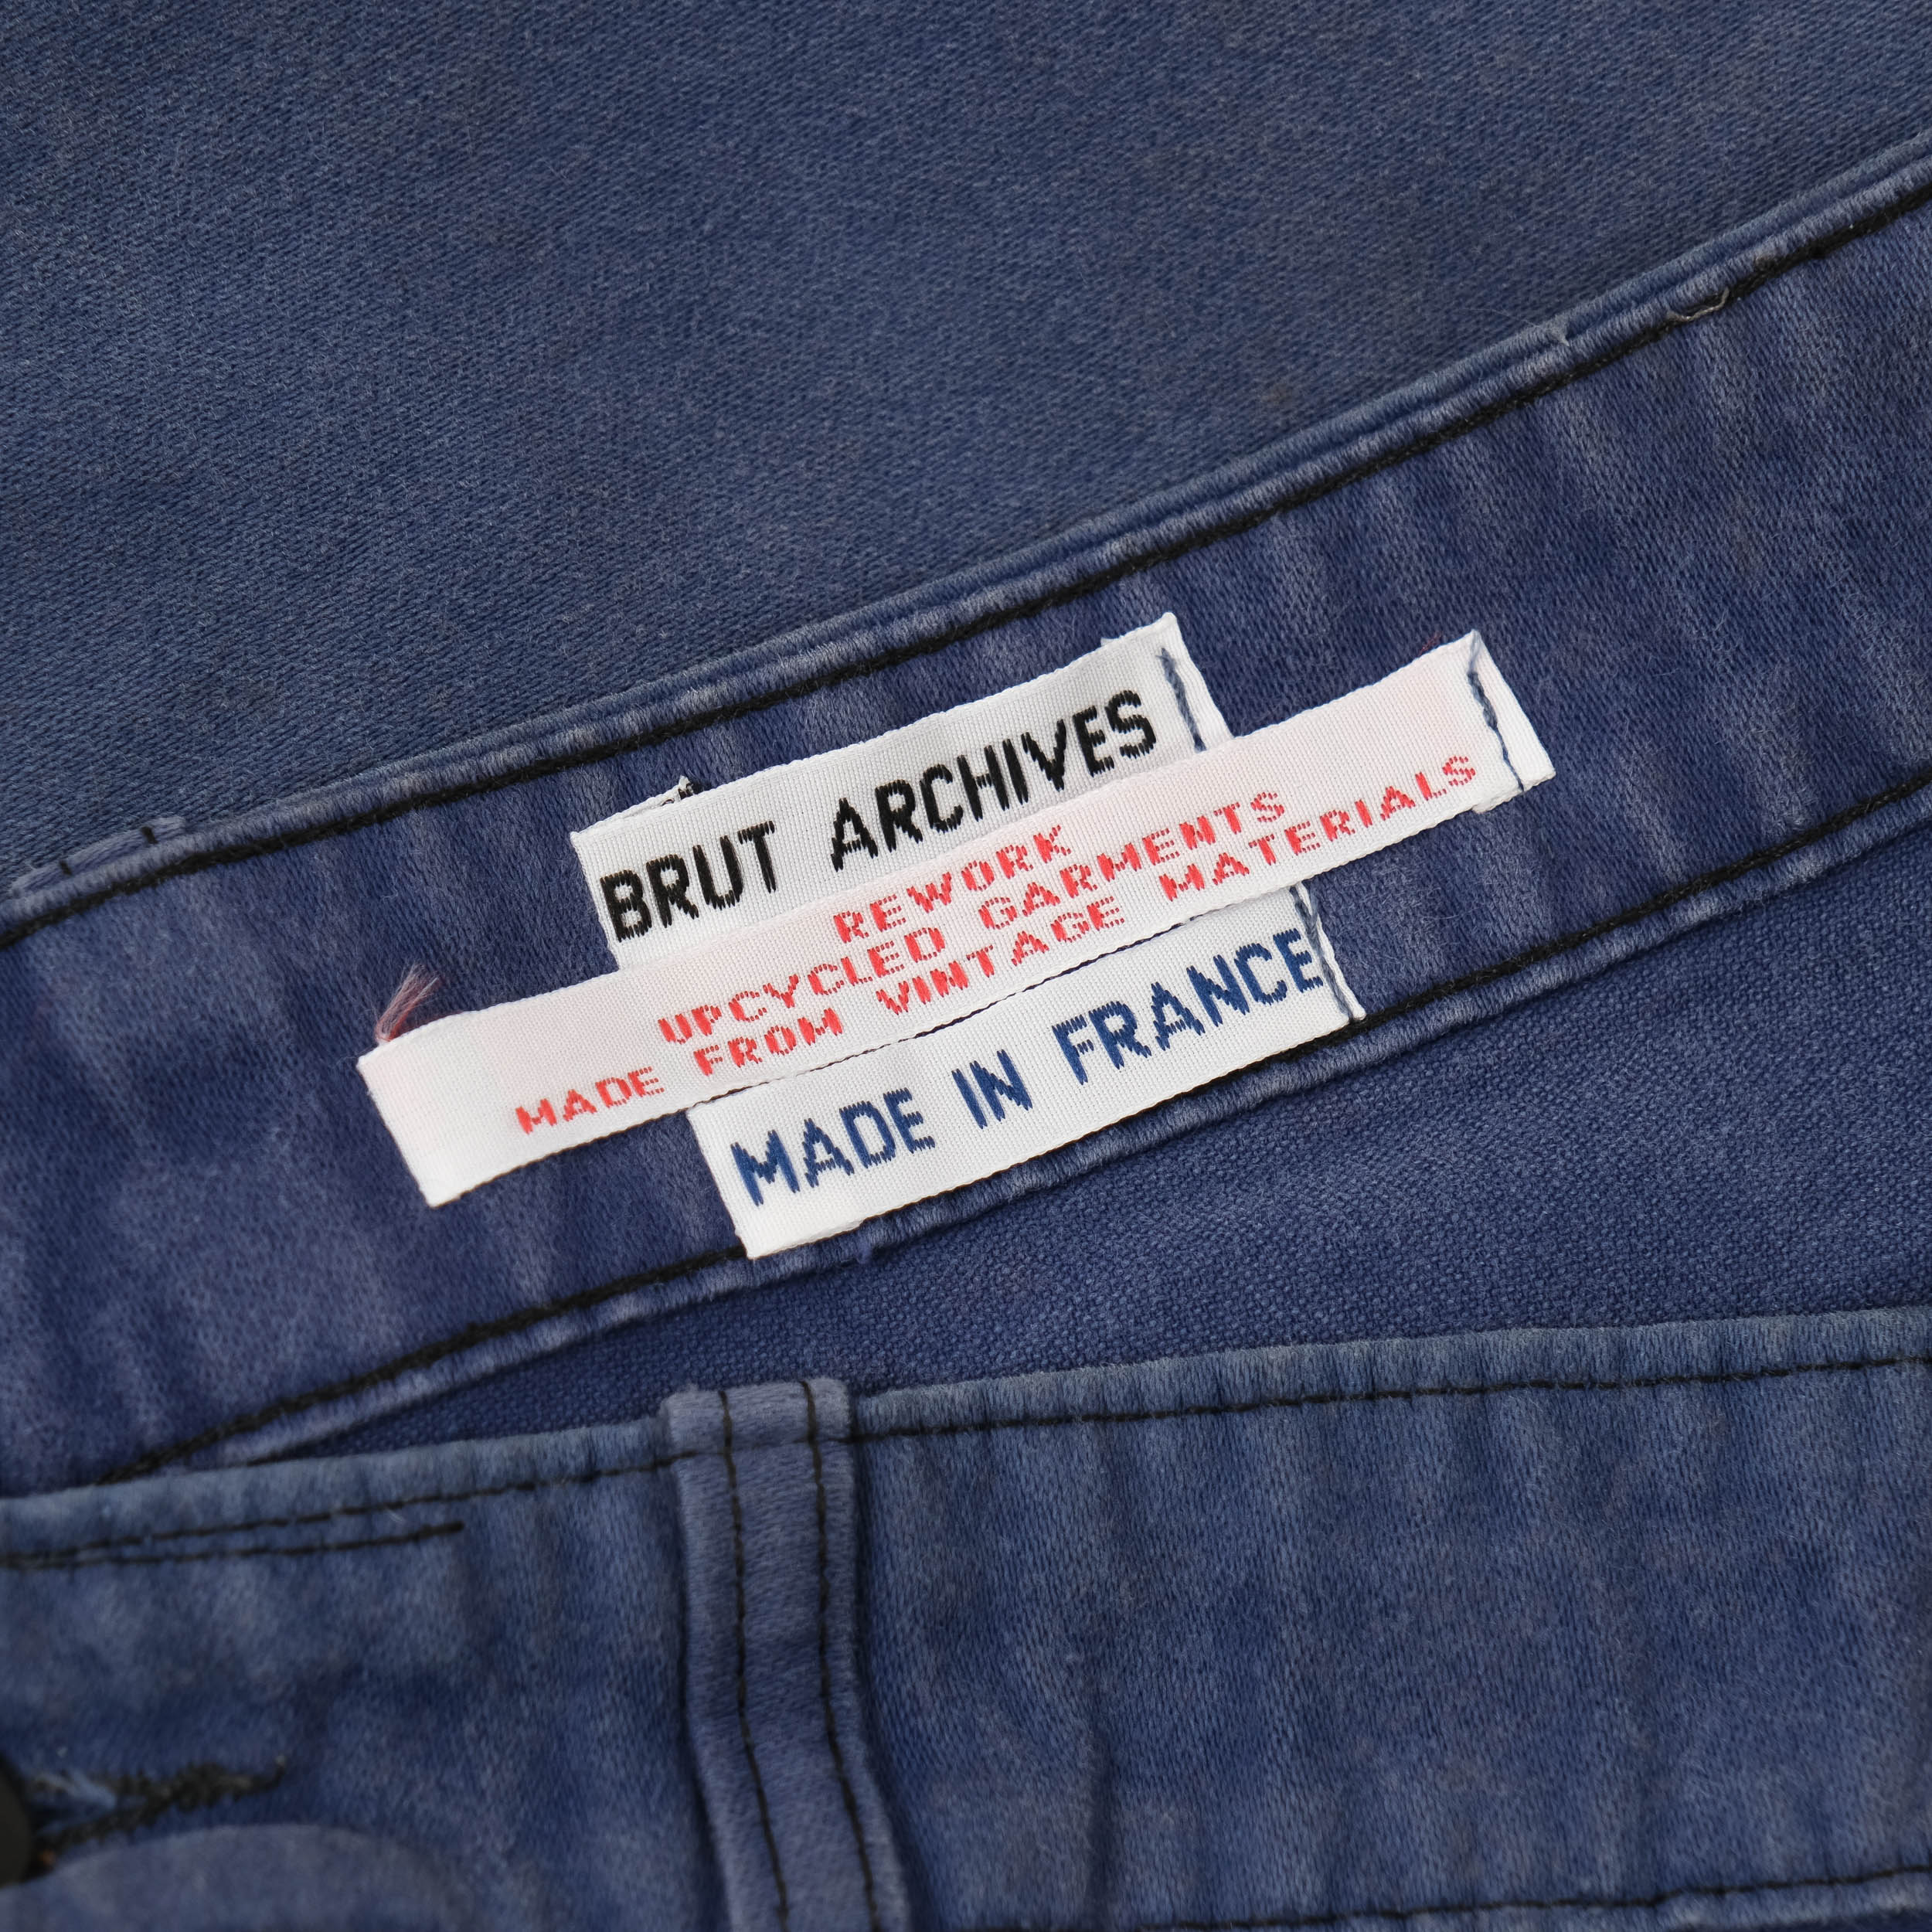 BRUT ARCHIVES
REWORK
UPCYCLED GARMENTS
MADE FROM VINTAGE MATERIALS
MADE IN FRANCE